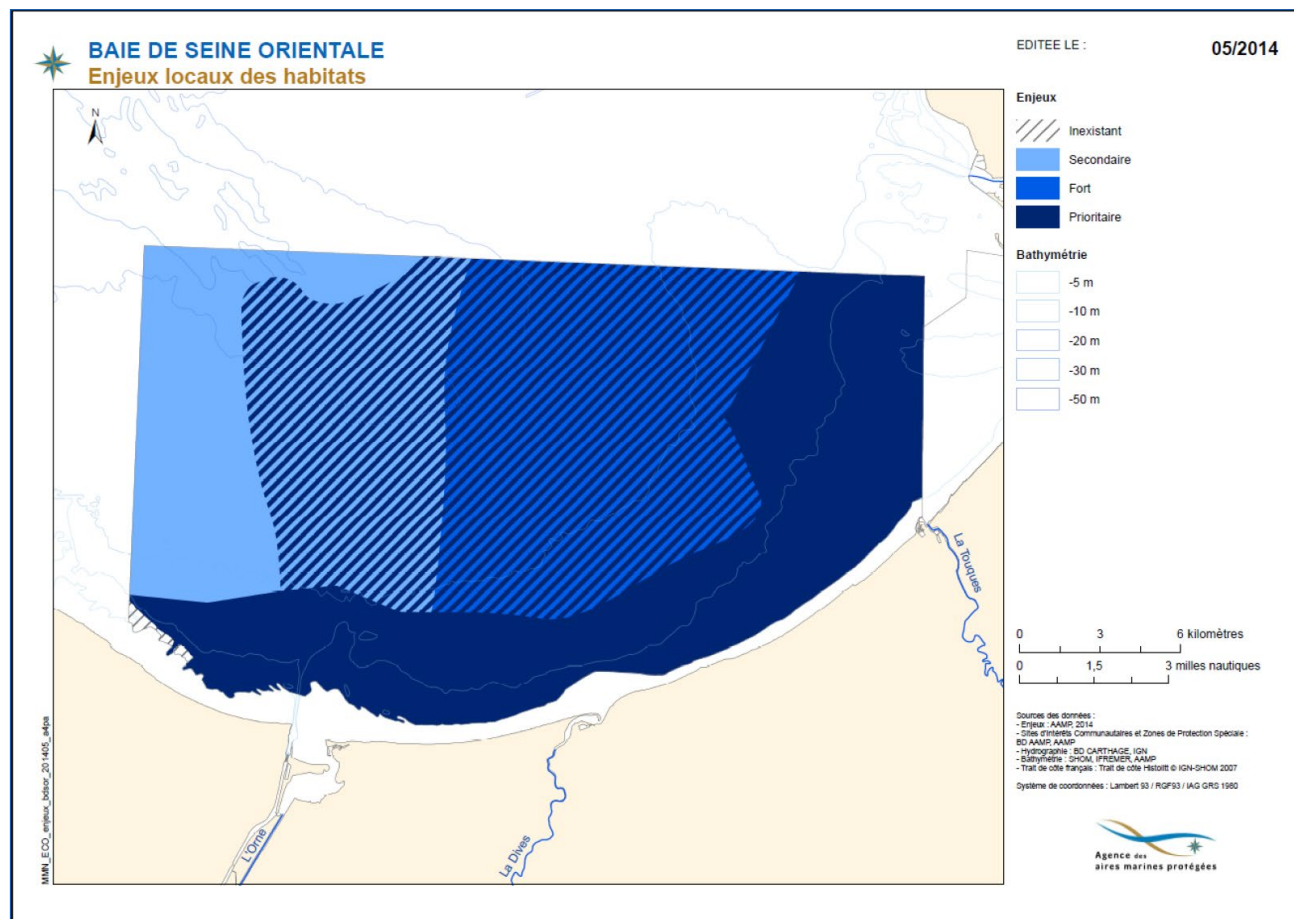 BAIE DE SEINE ORIENTALE
Enjeux locaux des habitats
EDITEE LE :
05/2014
N
Enjeux
Inexistant
Secondaire
Fort
Prioritaire
Bathymétrie
-5 m
-10 m
-20 m
-30 m
-50 m
La Touques
L'Orne
La Dives
0 3 6 kilomètres
0 1,5 3 milles nautiques
Sources des données :
- Enjeux : AAMP, 2014
- Sites d'Intérêts Communautaires et Zones de Protection Spéciale :
BD AAMP, AAMP
- Hydrographie : BD CARTHAGE, IGN
- Bathymétrie : SHOM, IFREMER, AAMP
- Trait de côte français : Trait de côte Histolitt © IGN-SHOM 2007
Système de coordonnées : Lambert 93 / RGF93 / IAG GRS 1980
Agence des
aires marines protégées
MMN_ECO_enjeux_bdsor_201405_a4pa